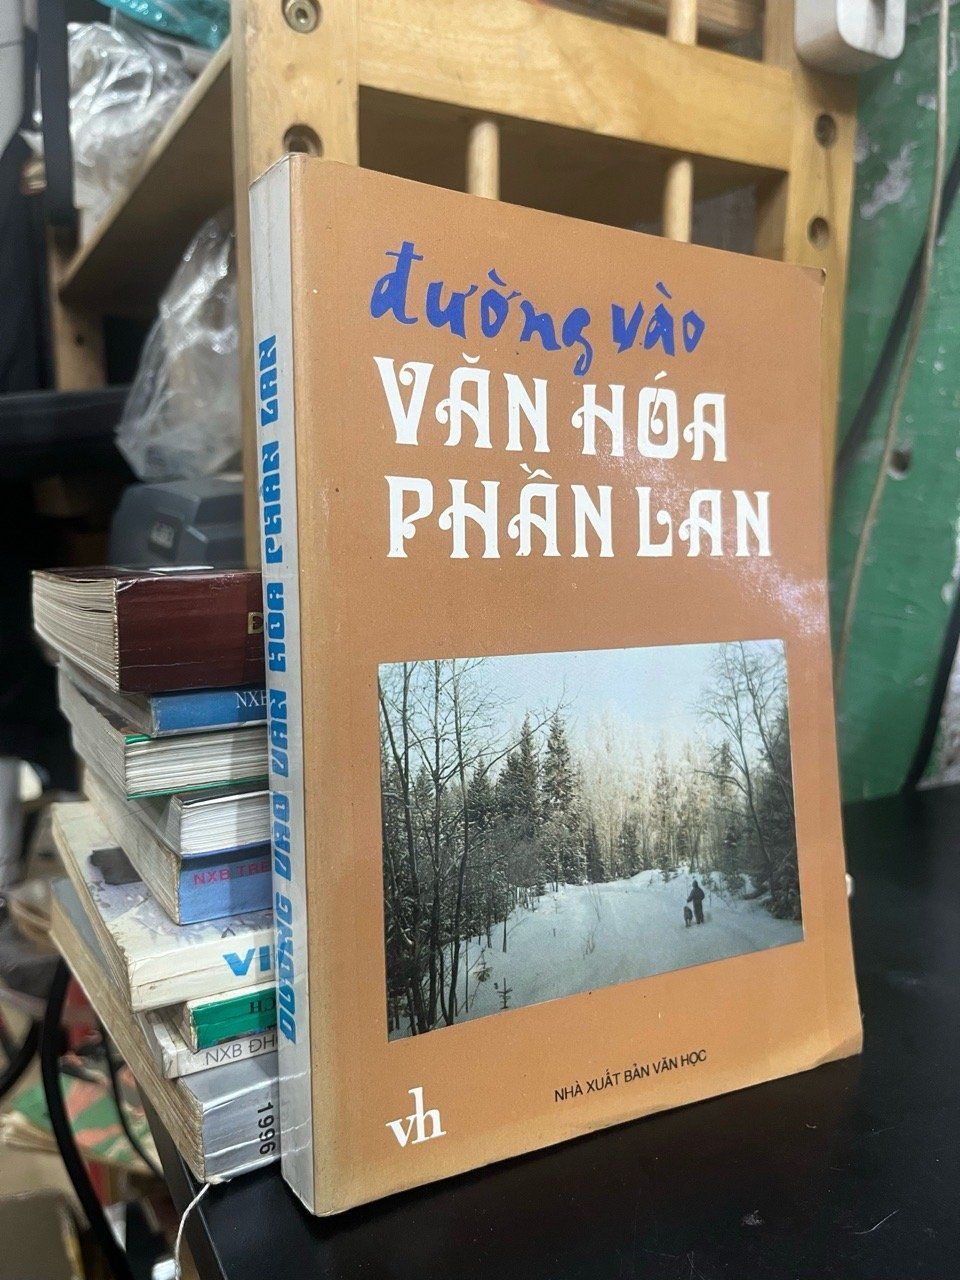 đường vào
VĂN HÓA
PHẦN LAN
vh
NHÀ XUẤT BẢN VĂN HỌC
ĐƯỜNG VÀO VĂN HÓA PHẦN LAN
NXB
NXB TRẺ
VI
NXB ĐH
1996